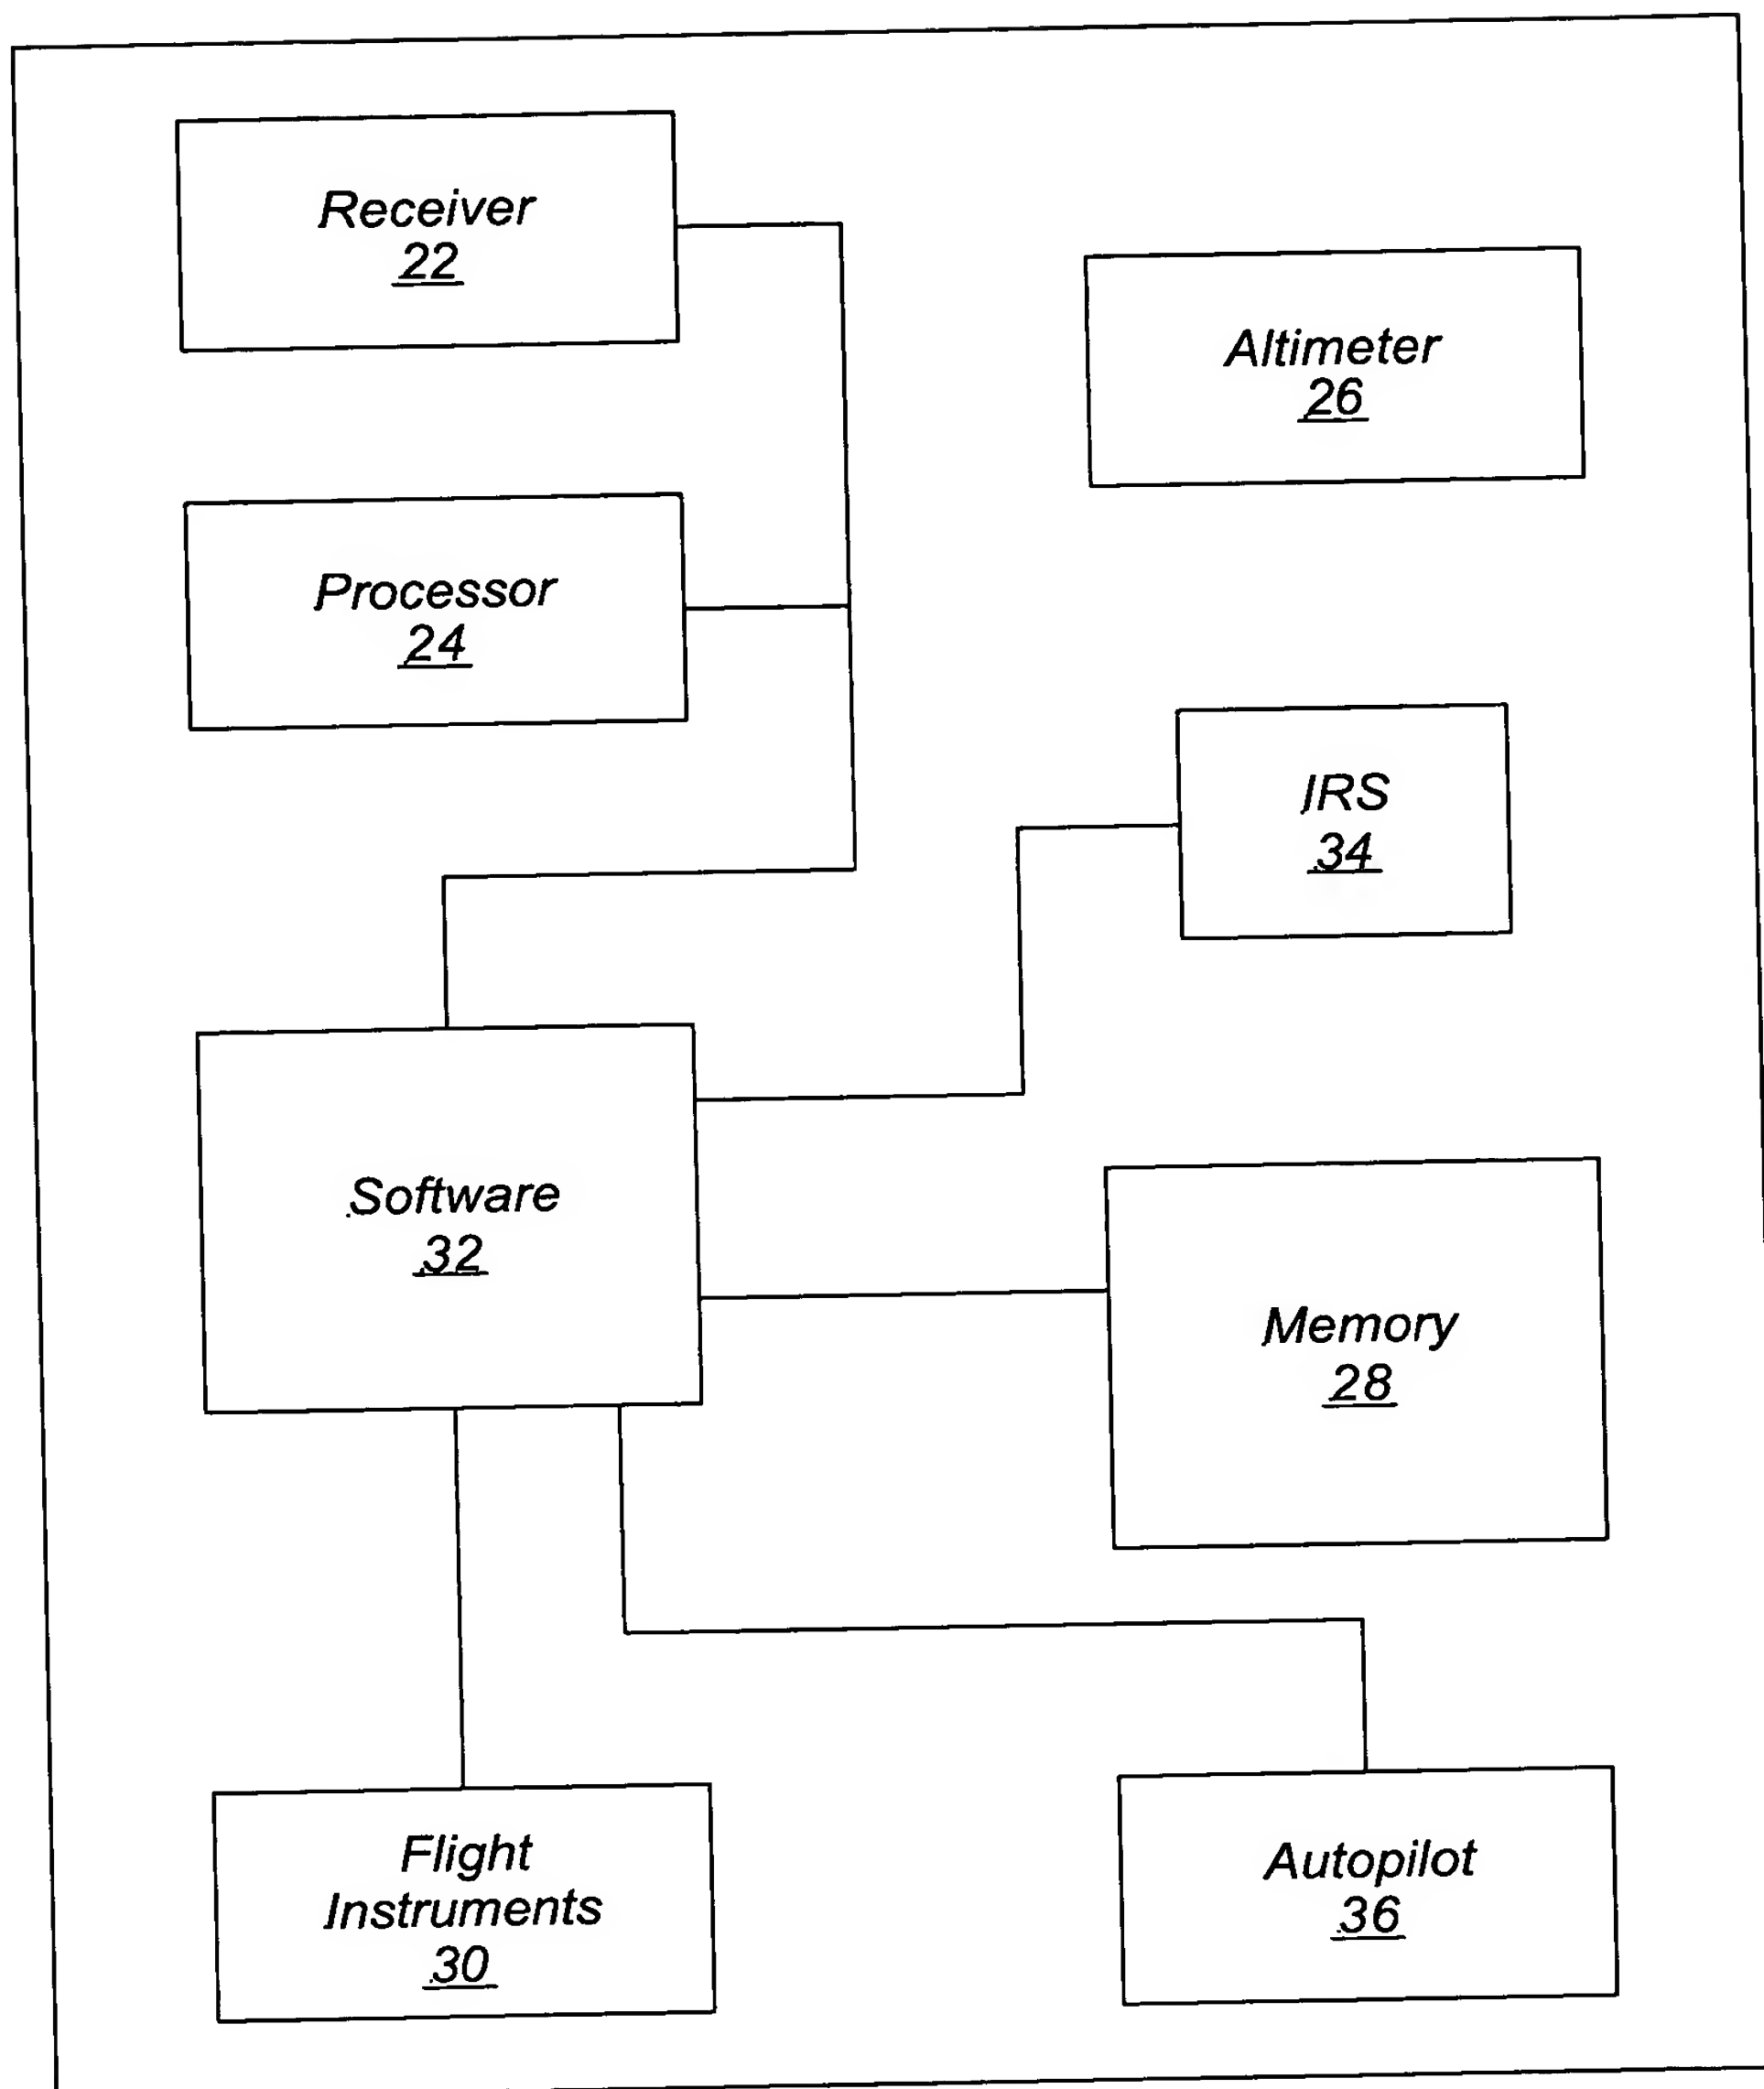 Receiver
22
Altimeter
26
Processor
24
IRS
34
Software
32
Memory
28
Flight
Instruments
30
Autopilot
36